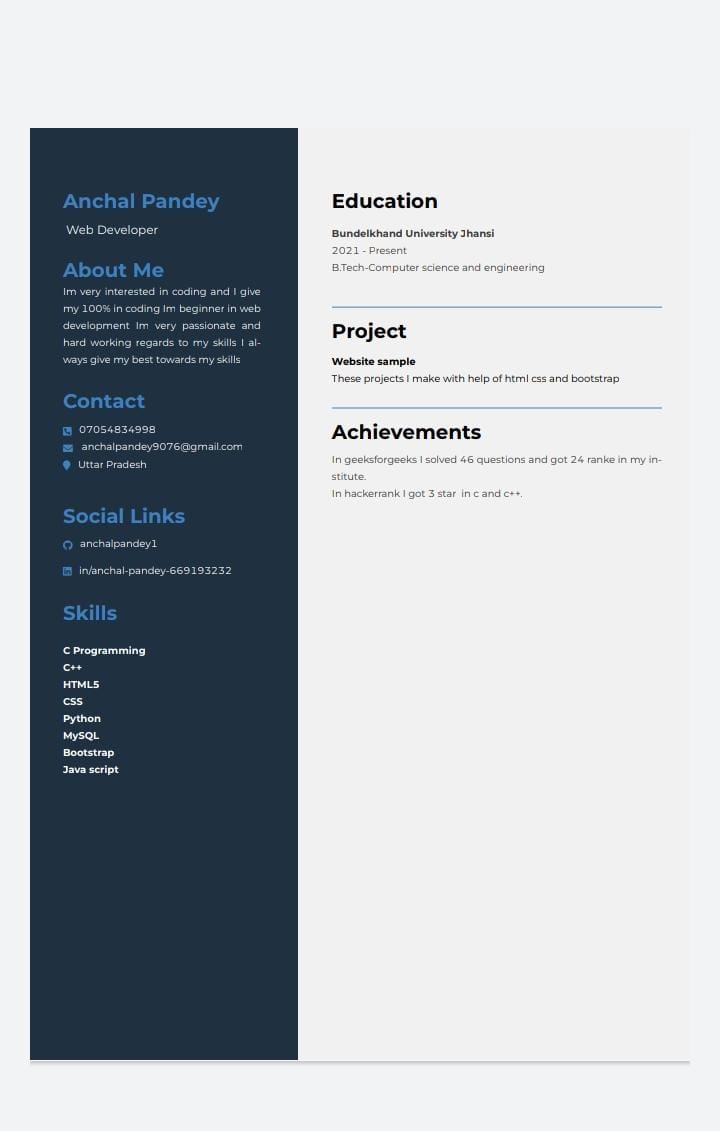 Anchal Pandey
Web Developer
About Me
Im very interested in coding and I give
my 100% in coding Im beginner in web
development Im very passionate and
hard working regards to my skills I al-
ways give my best towards my skills
Contact
07054834998
anchalpandey9076@gmail.com
Uttar Pradesh
Social Links
anchalpandey1
in/anchal-pandey-669193232
Skills
C Programming
C++
HTML5
CSS
Python
MySQL
Bootstrap
Java script
Education
Bundelkhand University Jhansi
2021 - Present
B.Tech-Computer science and engineering
Project
Website sample
These projects I make with help of html css and bootstrap
Achievements
In geeksforgeeks I solved 46 questions and got 24 ranke in my in-
stitute.
In hackerrank I got 3 star in c and c++.